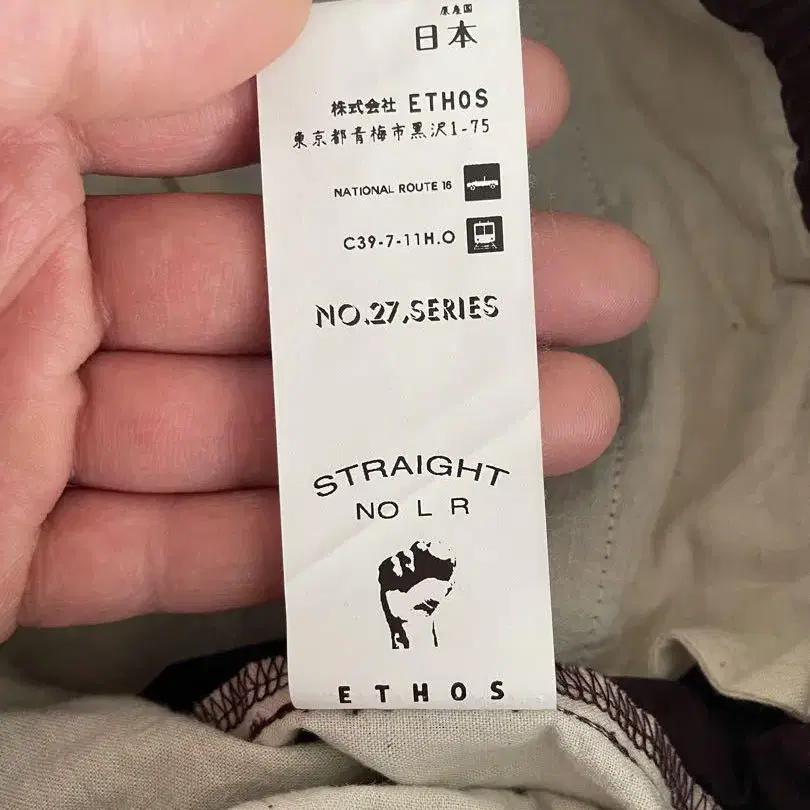 原産国
日本
株式会社 ETHOS
東京都青梅市黒沢1-75
NATIONAL ROUTE 16
C39-7-11H.O
NO.27.SERIES
STRAIGHT
NO L R
ETHOS